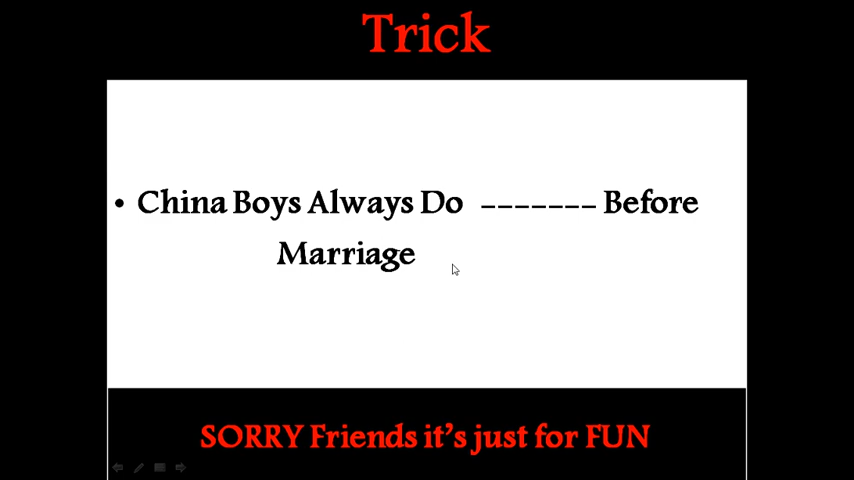 Trick
• China Boys Always Do ------- Before
Marriage
SORRY Friends it's just for FUN